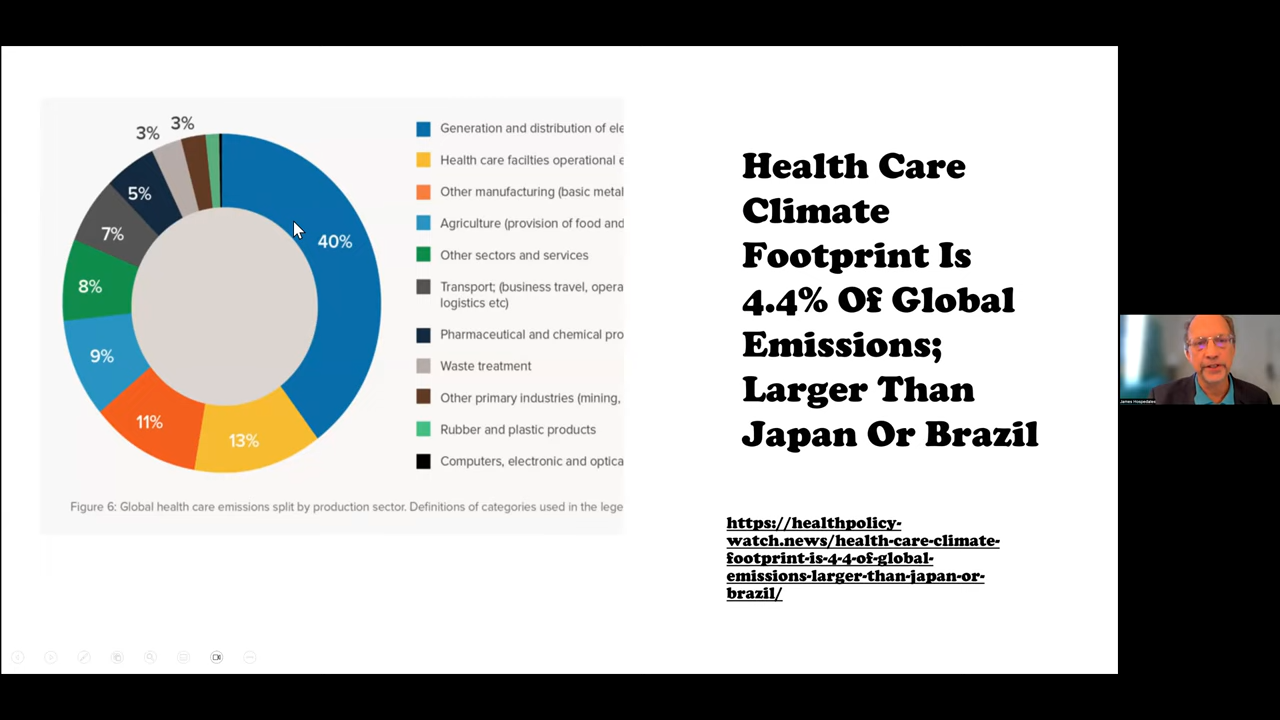 3%
3%
5%
40%
7%
8%
9%
11%
13%
Generation and distribution of ele
Health care facilties operational e
Other manufacturing (basic metal
Agriculture (provision of food and
Other sectors and services
Transport; (business travel, opera
logistics etc)
Pharmaceutical and chemical pro
Waste treatment
Other primary industries (mining,
Rubber and plastic products
Computers, electronic and optica
Figure 6: Global health care emissions split by production sector. Definitions of categories used in the lege
Health Care
Climate
Footprint Is
4.4% Of Global
Emissions;
Larger Than
Japan Or Brazil
https://healthpolicy-
watch.news/health-care-climate-
footprint-is-4-4-of-global-
emissions-larger-than-japan-or-
brazil/
James Hospedales